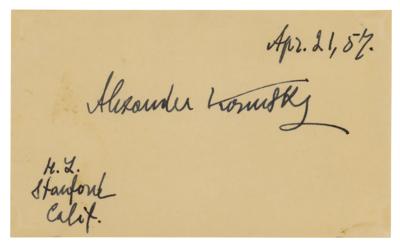 Apr. 21, 57.
Alexander Kerensky
H. I.
Stanford
Calif.